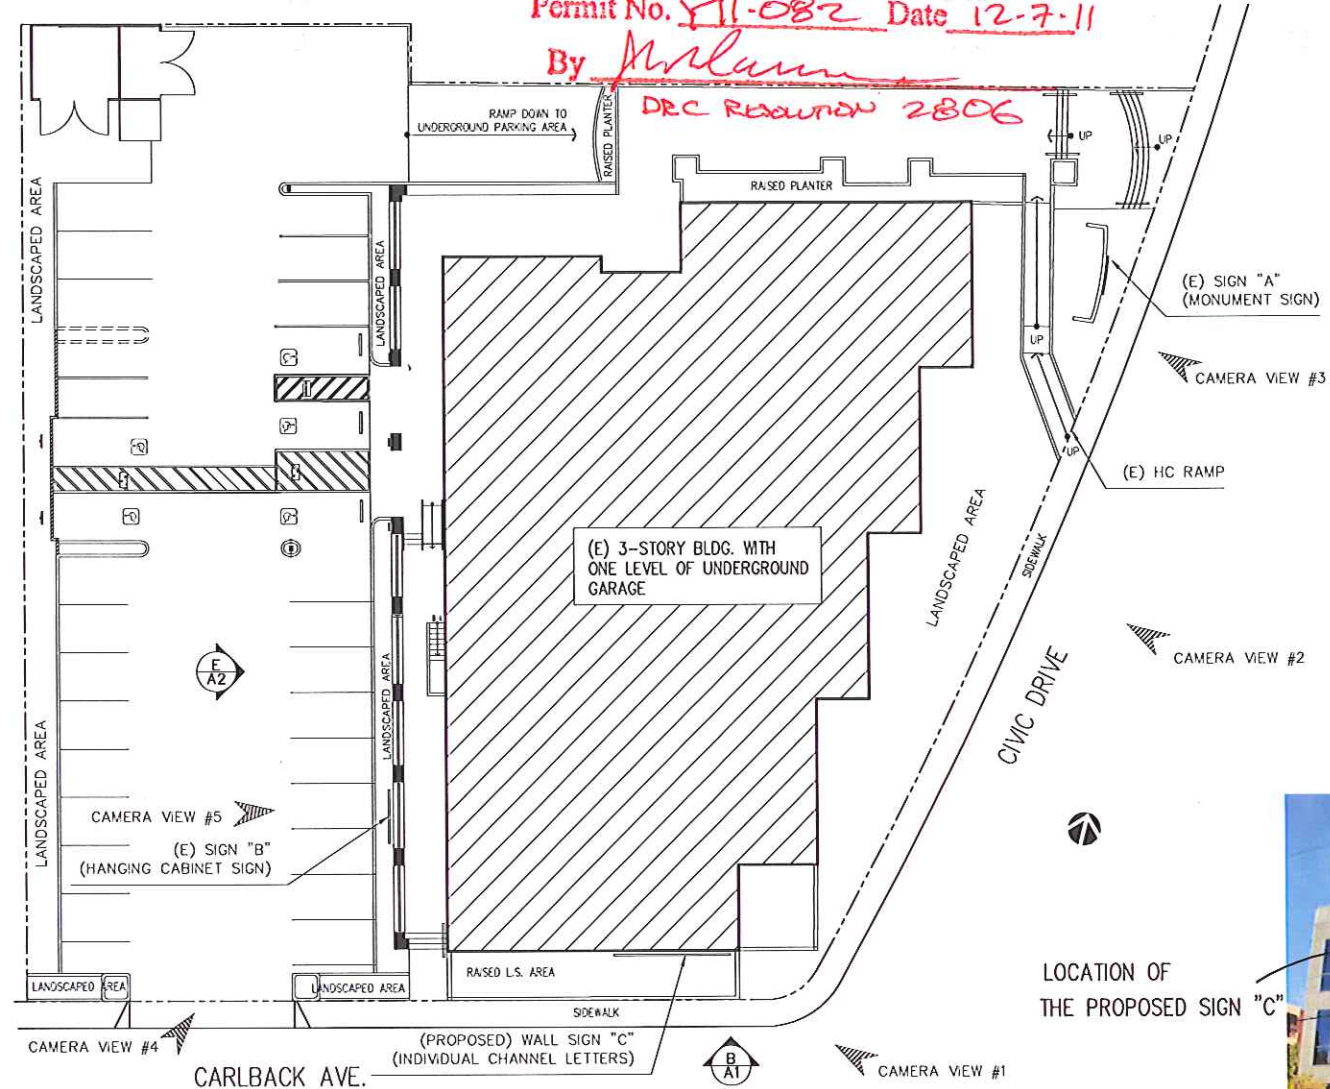 Permit No. Y11-082 Date 12-7-11
By
DRC RESOLUTION 2806
RAMP DOWN TO
UNDERGROUND PARKING AREA
RAISED PLANTER
UP
UP
RAISED PLANTER
LANDSCAPED AREA
LANDSCAPED AREA
(E) SIGN "A"
(MONUMENT SIGN)
UP
CAMERA VIEW #3
UP
(E) HC RAMP
(E) 3-STORY BLDG. WITH
ONE LEVEL OF UNDERGROUND
GARAGE
LANDSCAPED AREA
SIDEWALK
CAMERA VIEW #2
E
A2
LANDSCAPED AREA
CIVIC DRIVE
LANDSCAPED AREA
CAMERA VIEW #5
(E) SIGN "B"
(HANGING CABINET SIGN)
LANDSCAPED AREA
LANDSCAPED AREA
RAISED L.S. AREA
LOCATION OF
THE PROPOSED SIGN "C"
SIDEWALK
CAMERA VIEW #4
(PROPOSED) WALL SIGN "C"
(INDIVIDUAL CHANNEL LETTERS)
B
A1
CAMERA VIEW #1
CARLBACK AVE.